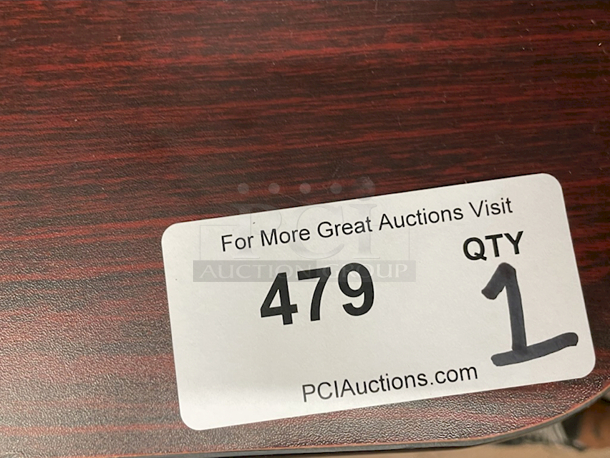 For More Great Auctions Visit
QTY
479
1
PCIAuctions.com
PCI
AUCTION GROUP